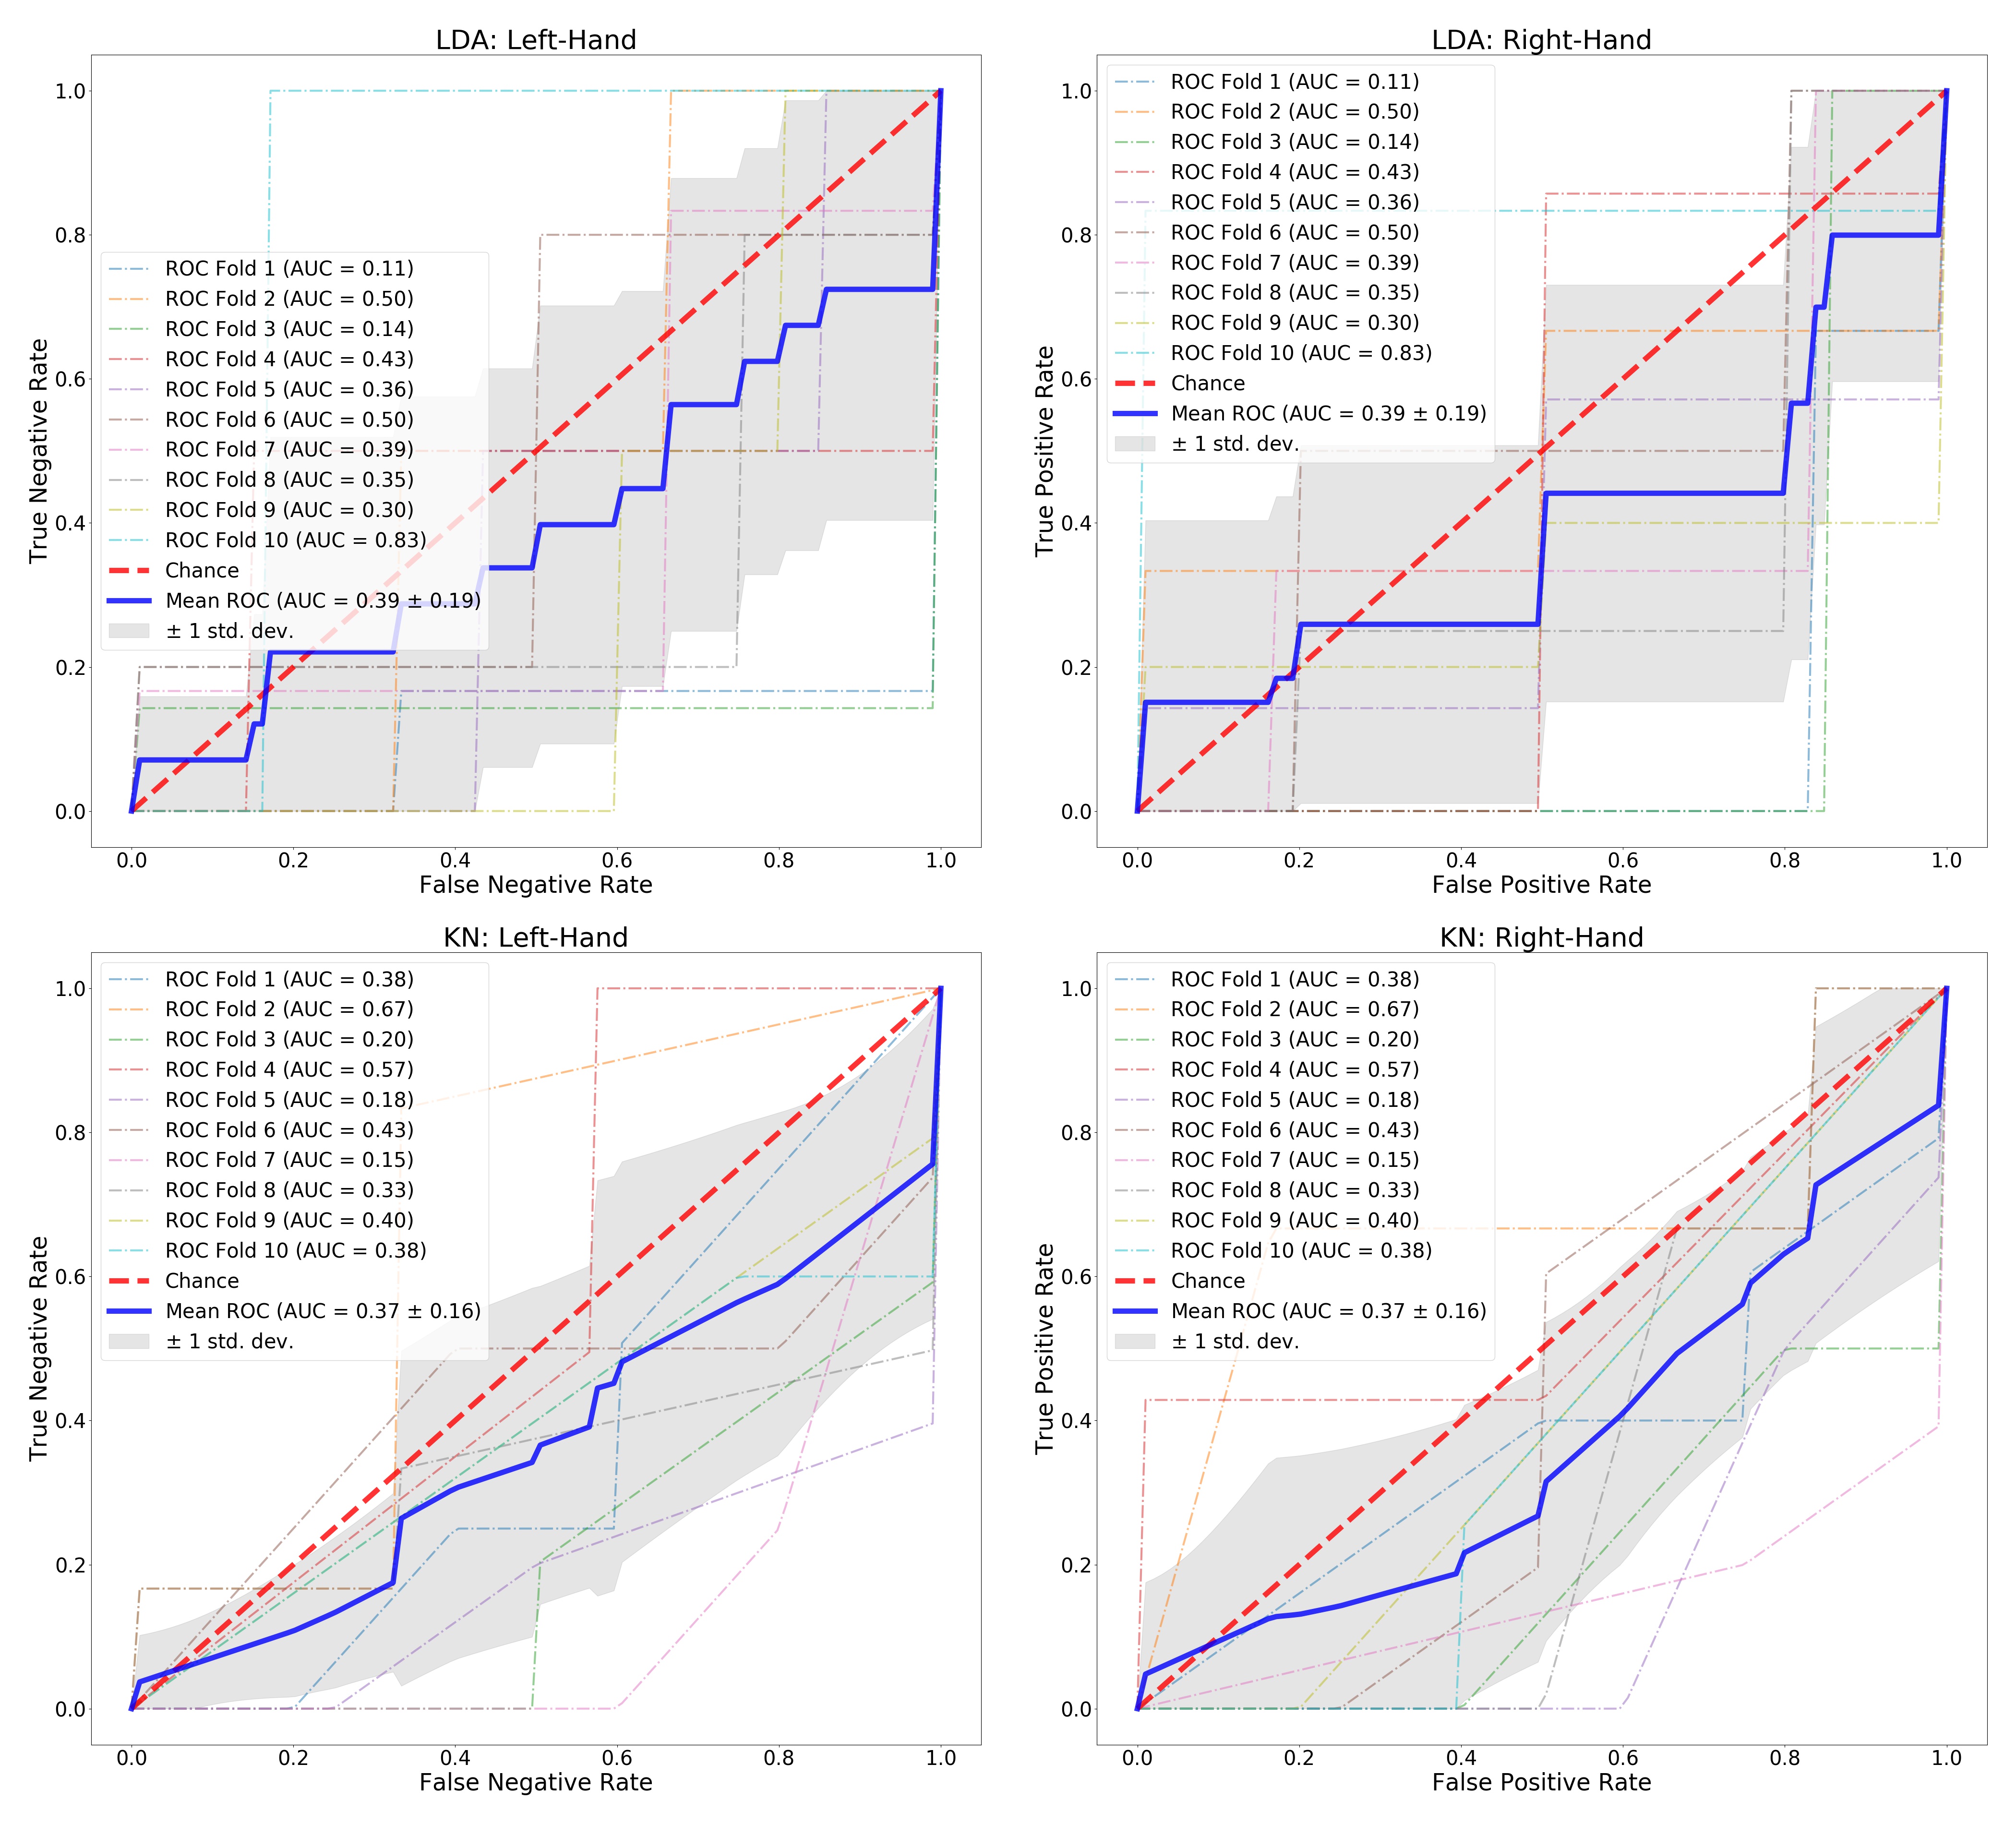 LDA: Left-Hand
True Negative Rate
1.0
0.8
0.6
0.4
0.2
0.0
ROC Fold 1 (AUC = 0.11)
ROC Fold 2 (AUC = 0.50)
ROC Fold 3 (AUC = 0.14)
ROC Fold 4 (AUC = 0.43)
ROC Fold 5 (AUC = 0.36)
ROC Fold 6 (AUC = 0.50)
ROC Fold 7 (AUC = 0.39)
ROC Fold 8 (AUC = 0.35)
ROC Fold 9 (AUC = 0.30)
ROC Fold 10 (AUC = 0.83)
Chance
Mean ROC (AUC = 0.39 ± 0.19)
± 1 std. dev.
0.0 0.2 0.4 0.6 0.8 1.0
False Negative Rate
LDA: Right-Hand
True Positive Rate
1.0
0.8
0.6
0.4
0.2
0.0
ROC Fold 1 (AUC = 0.11)
ROC Fold 2 (AUC = 0.50)
ROC Fold 3 (AUC = 0.14)
ROC Fold 4 (AUC = 0.43)
ROC Fold 5 (AUC = 0.36)
ROC Fold 6 (AUC = 0.50)
ROC Fold 7 (AUC = 0.39)
ROC Fold 8 (AUC = 0.35)
ROC Fold 9 (AUC = 0.30)
ROC Fold 10 (AUC = 0.83)
Chance
Mean ROC (AUC = 0.39 ± 0.19)
± 1 std. dev.
0.0 0.2 0.4 0.6 0.8 1.0
False Positive Rate
KN: Left-Hand
True Negative Rate
1.0
0.8
0.6
0.4
0.2
0.0
ROC Fold 1 (AUC = 0.38)
ROC Fold 2 (AUC = 0.67)
ROC Fold 3 (AUC = 0.20)
ROC Fold 4 (AUC = 0.57)
ROC Fold 5 (AUC = 0.18)
ROC Fold 6 (AUC = 0.43)
ROC Fold 7 (AUC = 0.15)
ROC Fold 8 (AUC = 0.33)
ROC Fold 9 (AUC = 0.40)
ROC Fold 10 (AUC = 0.38)
Chance
Mean ROC (AUC = 0.37 ± 0.16)
± 1 std. dev.
0.0 0.2 0.4 0.6 0.8 1.0
False Negative Rate
KN: Right-Hand
True Positive Rate
1.0
0.8
0.6
0.4
0.2
0.0
ROC Fold 1 (AUC = 0.38)
ROC Fold 2 (AUC = 0.67)
ROC Fold 3 (AUC = 0.20)
ROC Fold 4 (AUC = 0.57)
ROC Fold 5 (AUC = 0.18)
ROC Fold 6 (AUC = 0.43)
ROC Fold 7 (AUC = 0.15)
ROC Fold 8 (AUC = 0.33)
ROC Fold 9 (AUC = 0.40)
ROC Fold 10 (AUC = 0.38)
Chance
Mean ROC (AUC = 0.37 ± 0.16)
± 1 std. dev.
0.0 0.2 0.4 0.6 0.8 1.0
False Positive Rate